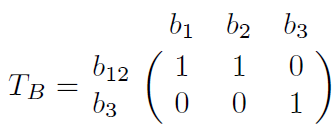 b₁ b₂ b₃
T_B = b₁₂ ( 1 1 0 )
b₃ ( 0 0 1 )